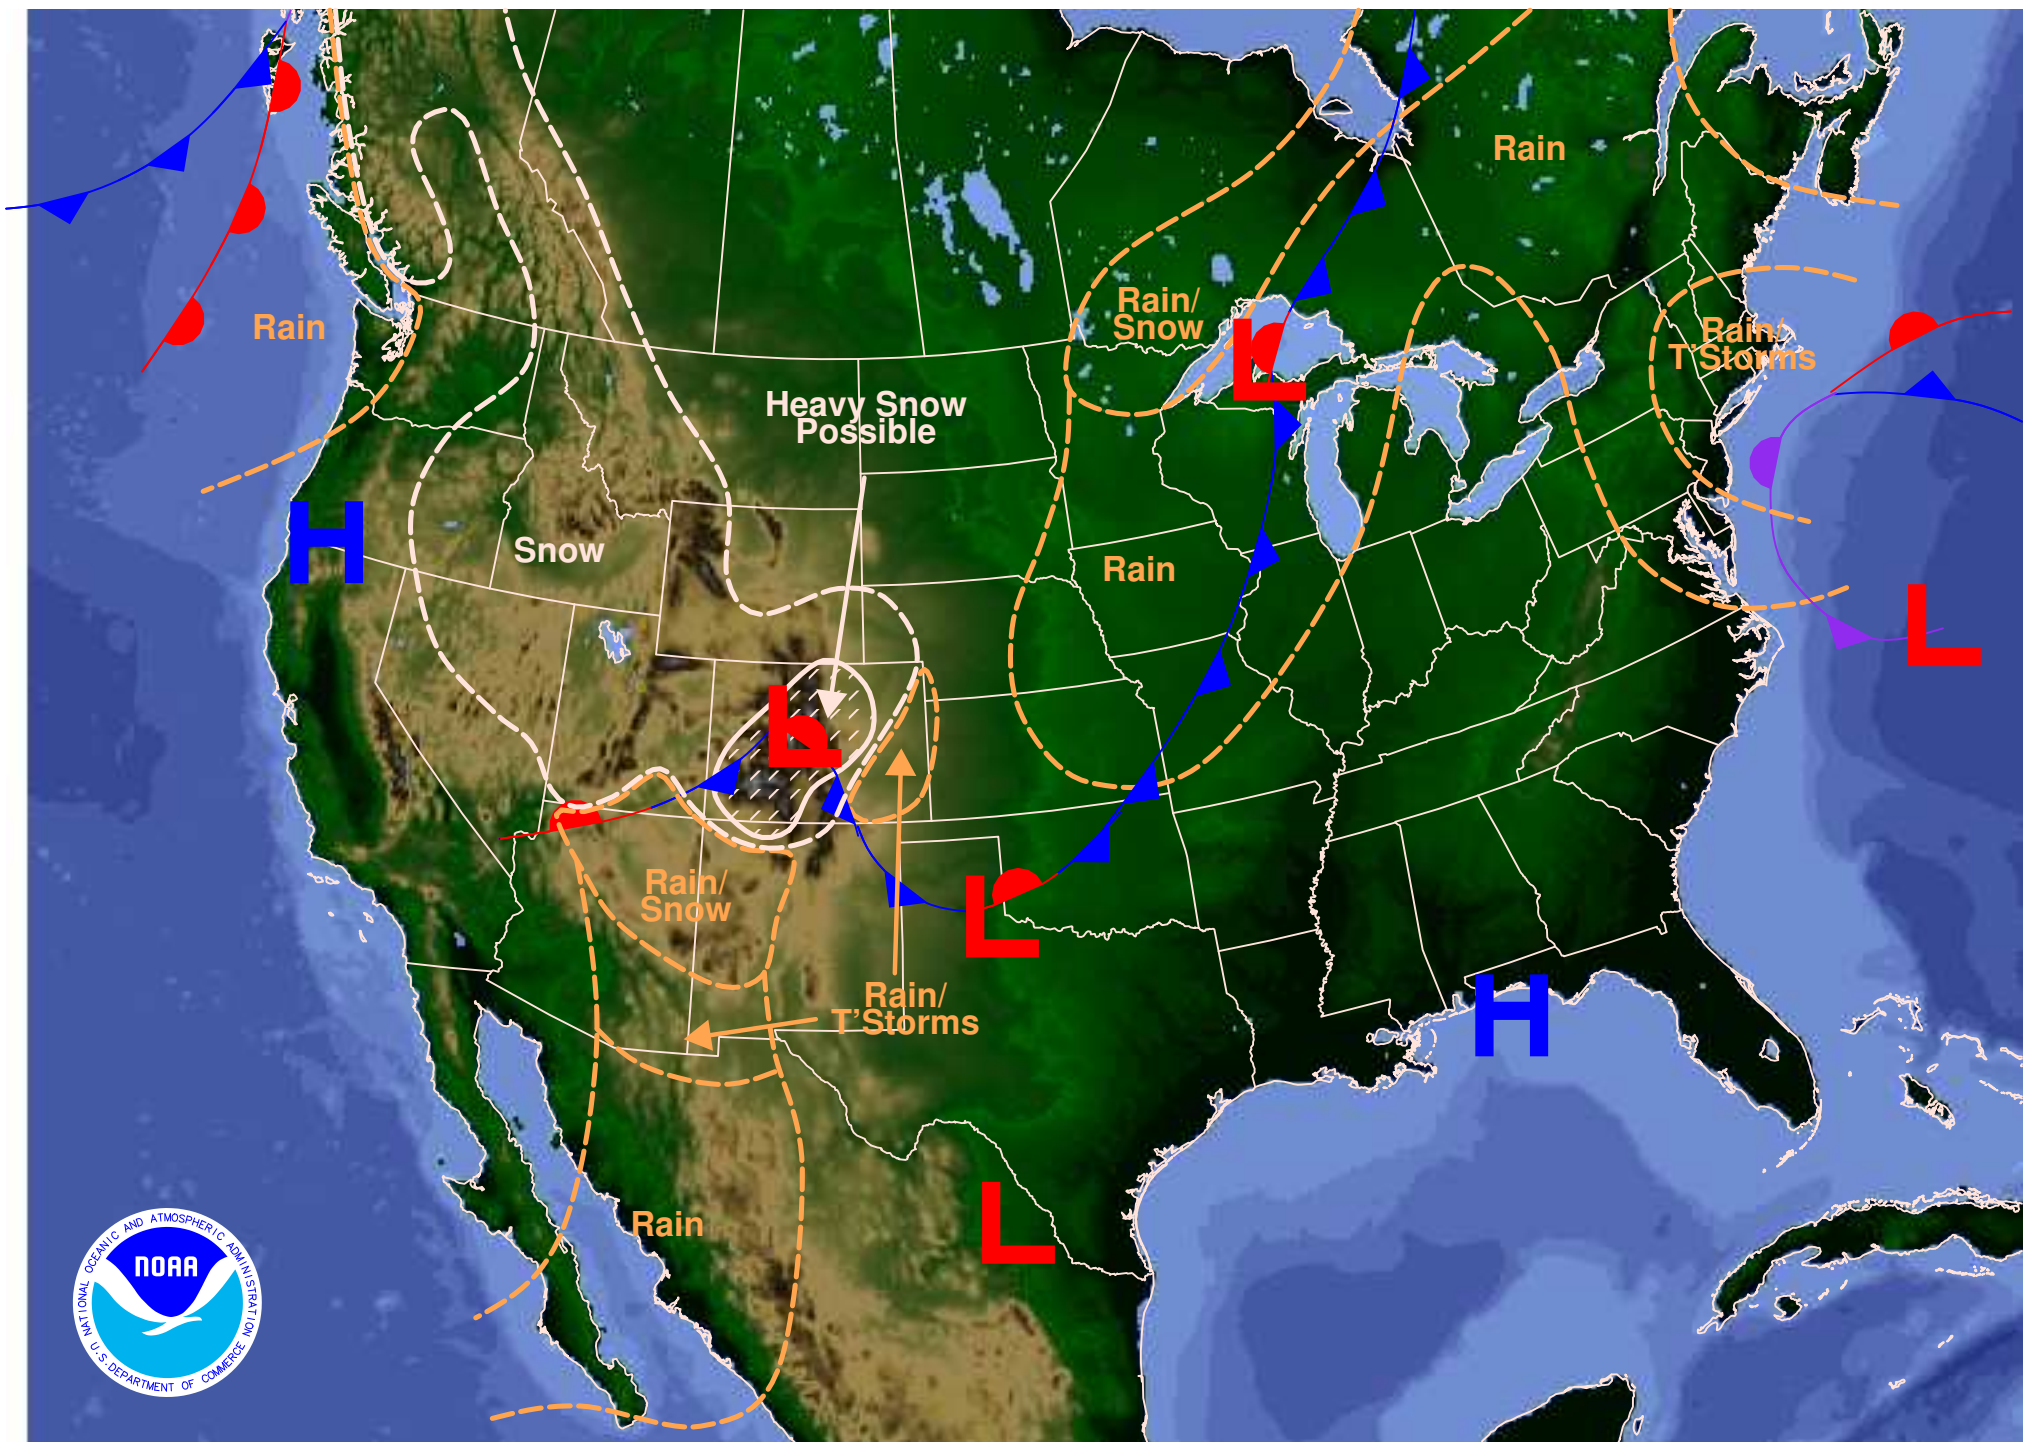 Rain
Rain/
Snow
Rain
Rain/
T'Storms
Heavy Snow
Possible
L
H
Snow
Rain
L
L
Rain/
Snow
L
Rain/
T'Storms
H
L
Rain
NATIONAL OCEANIC AND ATMOSPHERIC ADMINISTRATION
NOAA
U.S. DEPARTMENT OF COMMERCE